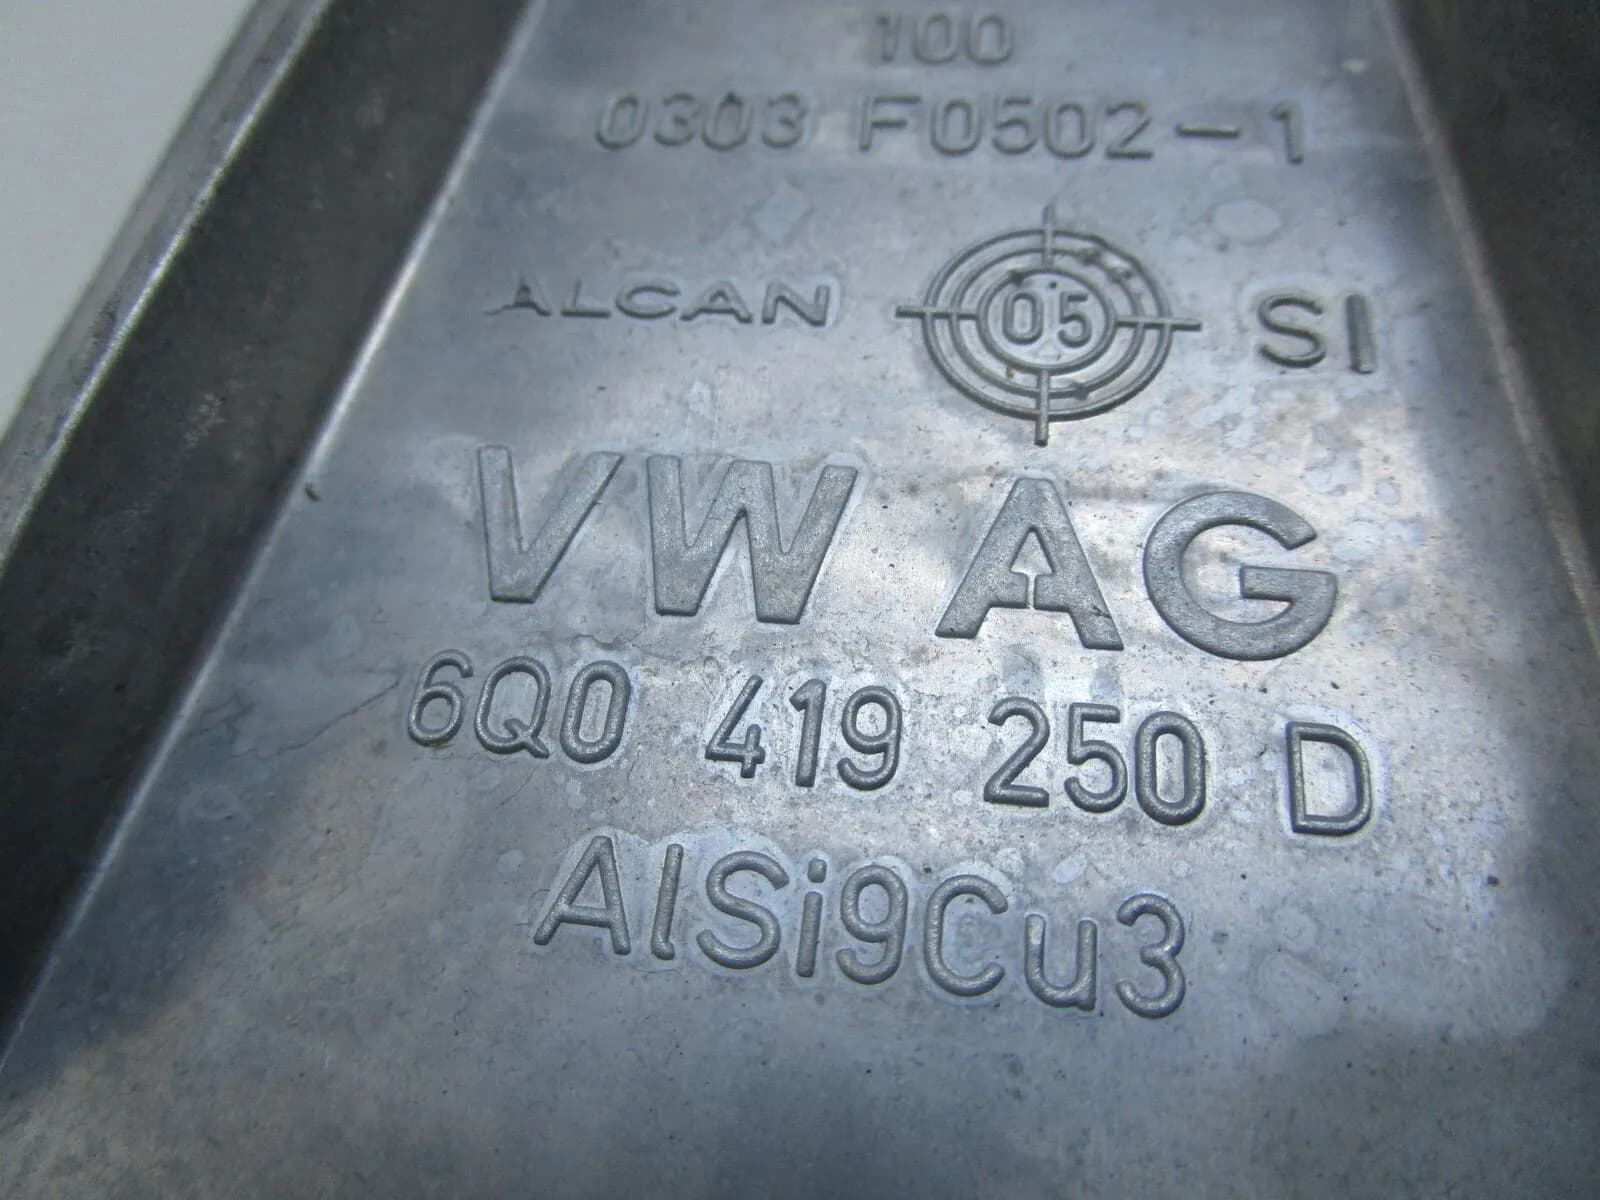 100
0303 F0502-1
ALCAN 05 SI
VW AG
6Q0 419 250 D
AlSi9Cu3